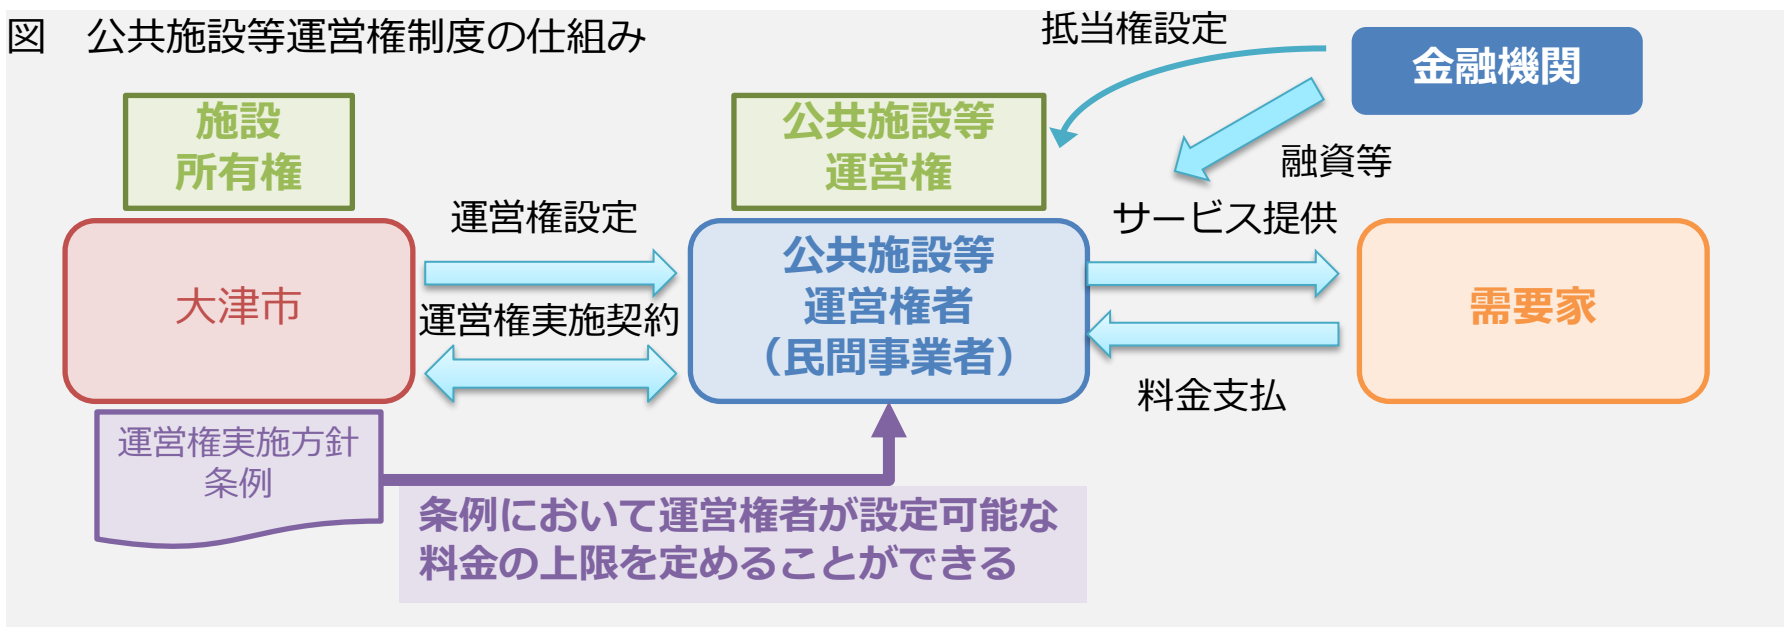 図　公共施設等運営権制度の仕組み
抵当権設定
金融機関
施設
所有権
公共施設等
運営権
融資等
運営権設定
サービス提供
大津市
運営権実施契約
公共施設等
運営権者
（民間事業者）
需要家
料金支払
運営権実施方針
条例
条例において運営権者が設定可能な
料金の上限を定めることができる